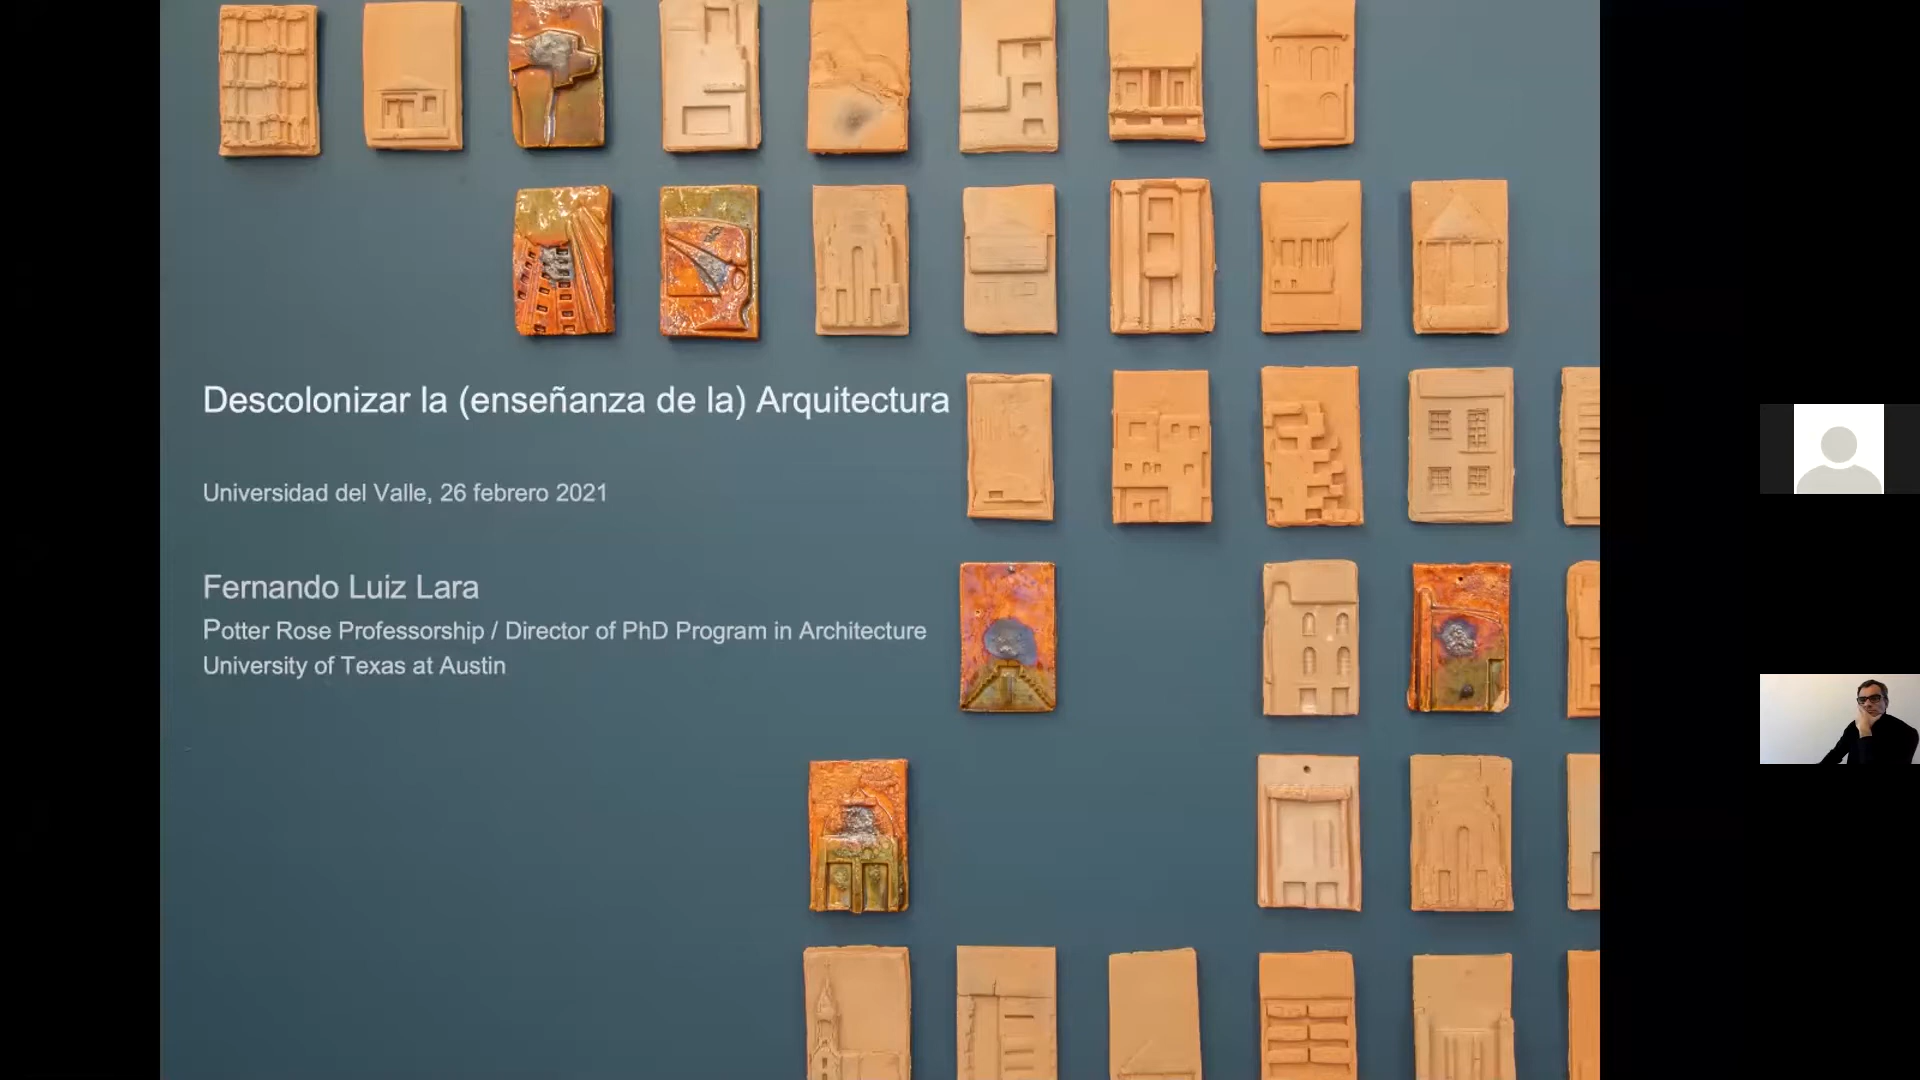 Descolonizar la (enseñanza de la) Arquitectura
Universidad del Valle, 26 febrero 2021
Fernando Luiz Lara
Potter Rose Professorship / Director of PhD Program in Architecture
University of Texas at Austin